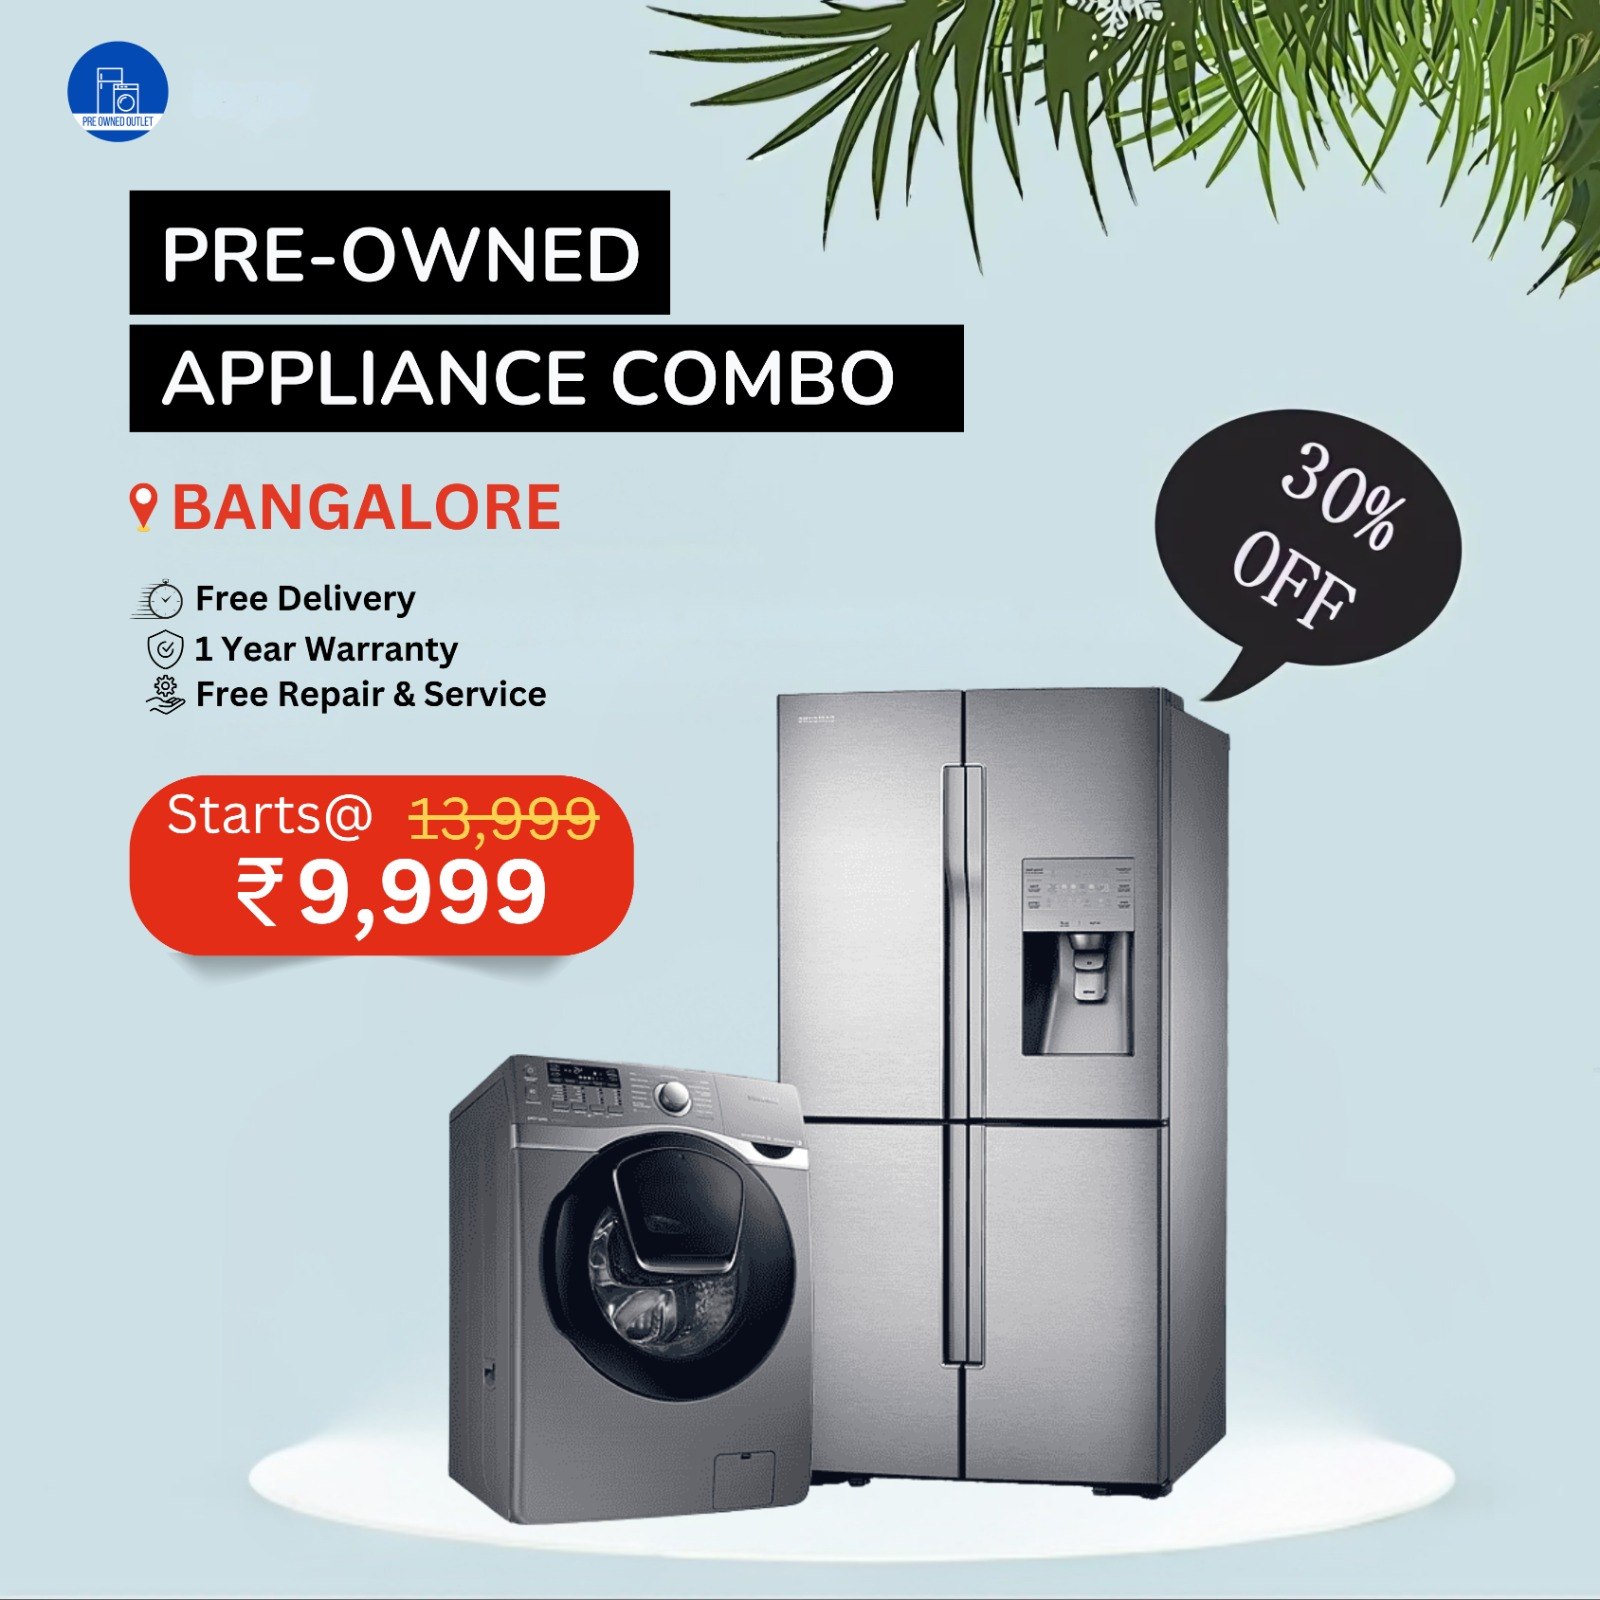 PRE OWNED OUTLET
PRE-OWNED
APPLIANCE COMBO
BANGALORE
Free Delivery
1 Year Warranty
Free Repair & Service
Starts@ 13,999
₹9,999
30%
OFF